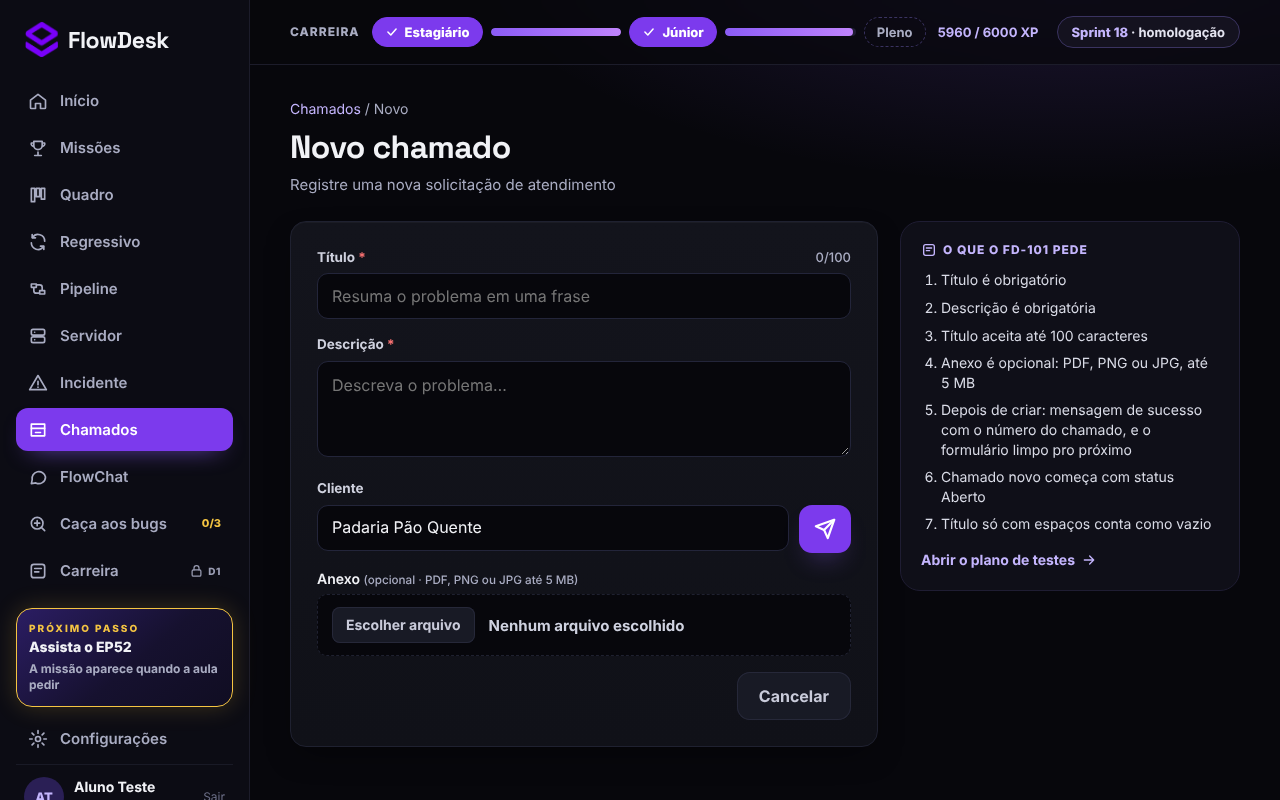 FlowDesk
Início
Missões
Quadro
Regressivo
Pipeline
Servidor
Incidente
Chamados
FlowChat
Caça aos bugs 0/3
Carreira D1
PRÓXIMO PASSO
Assista o EP52
A missão aparece quando a aula
pedir
Configurações
AT Aluno Teste
Sair
CARREIRA Estagiário Júnior Pleno 5960 / 6000 XP Sprint 18 · homologação
Chamados / Novo
Novo chamado
Registre uma nova solicitação de atendimento
Título * 0/100
Resuma o problema em uma frase
Descrição *
Descreva o problema...
Cliente
Padaria Pão Quente
Anexo (opcional · PDF, PNG ou JPG até 5 MB)
Escolher arquivo Nenhum arquivo escolhido
Cancelar
O QUE O FD-101 PEDE
1. Título é obrigatório
2. Descrição é obrigatória
3. Título aceita até 100 caracteres
4. Anexo é opcional: PDF, PNG ou JPG, até
5 MB
5. Depois de criar: mensagem de sucesso
com o número do chamado, e o
formulário limpo pro próximo
6. Chamado novo começa com status
Aberto
7. Título só com espaços conta como vazio
Abrir o plano de testes →